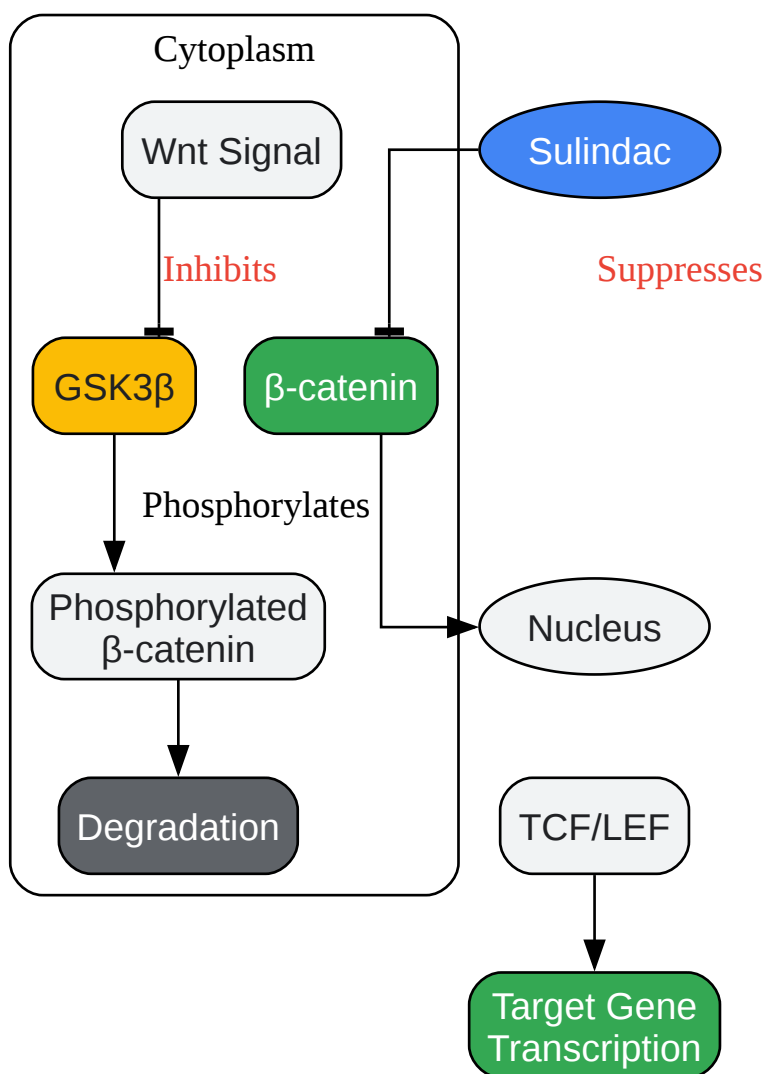 Cytoplasm
Wnt Signal
Sulindac
Inhibits
Suppresses
GSK3β
β-catenin
Phosphorylates
Phosphorylated
β-catenin
Nucleus
Degradation
TCF/LEF
Target Gene
Transcription